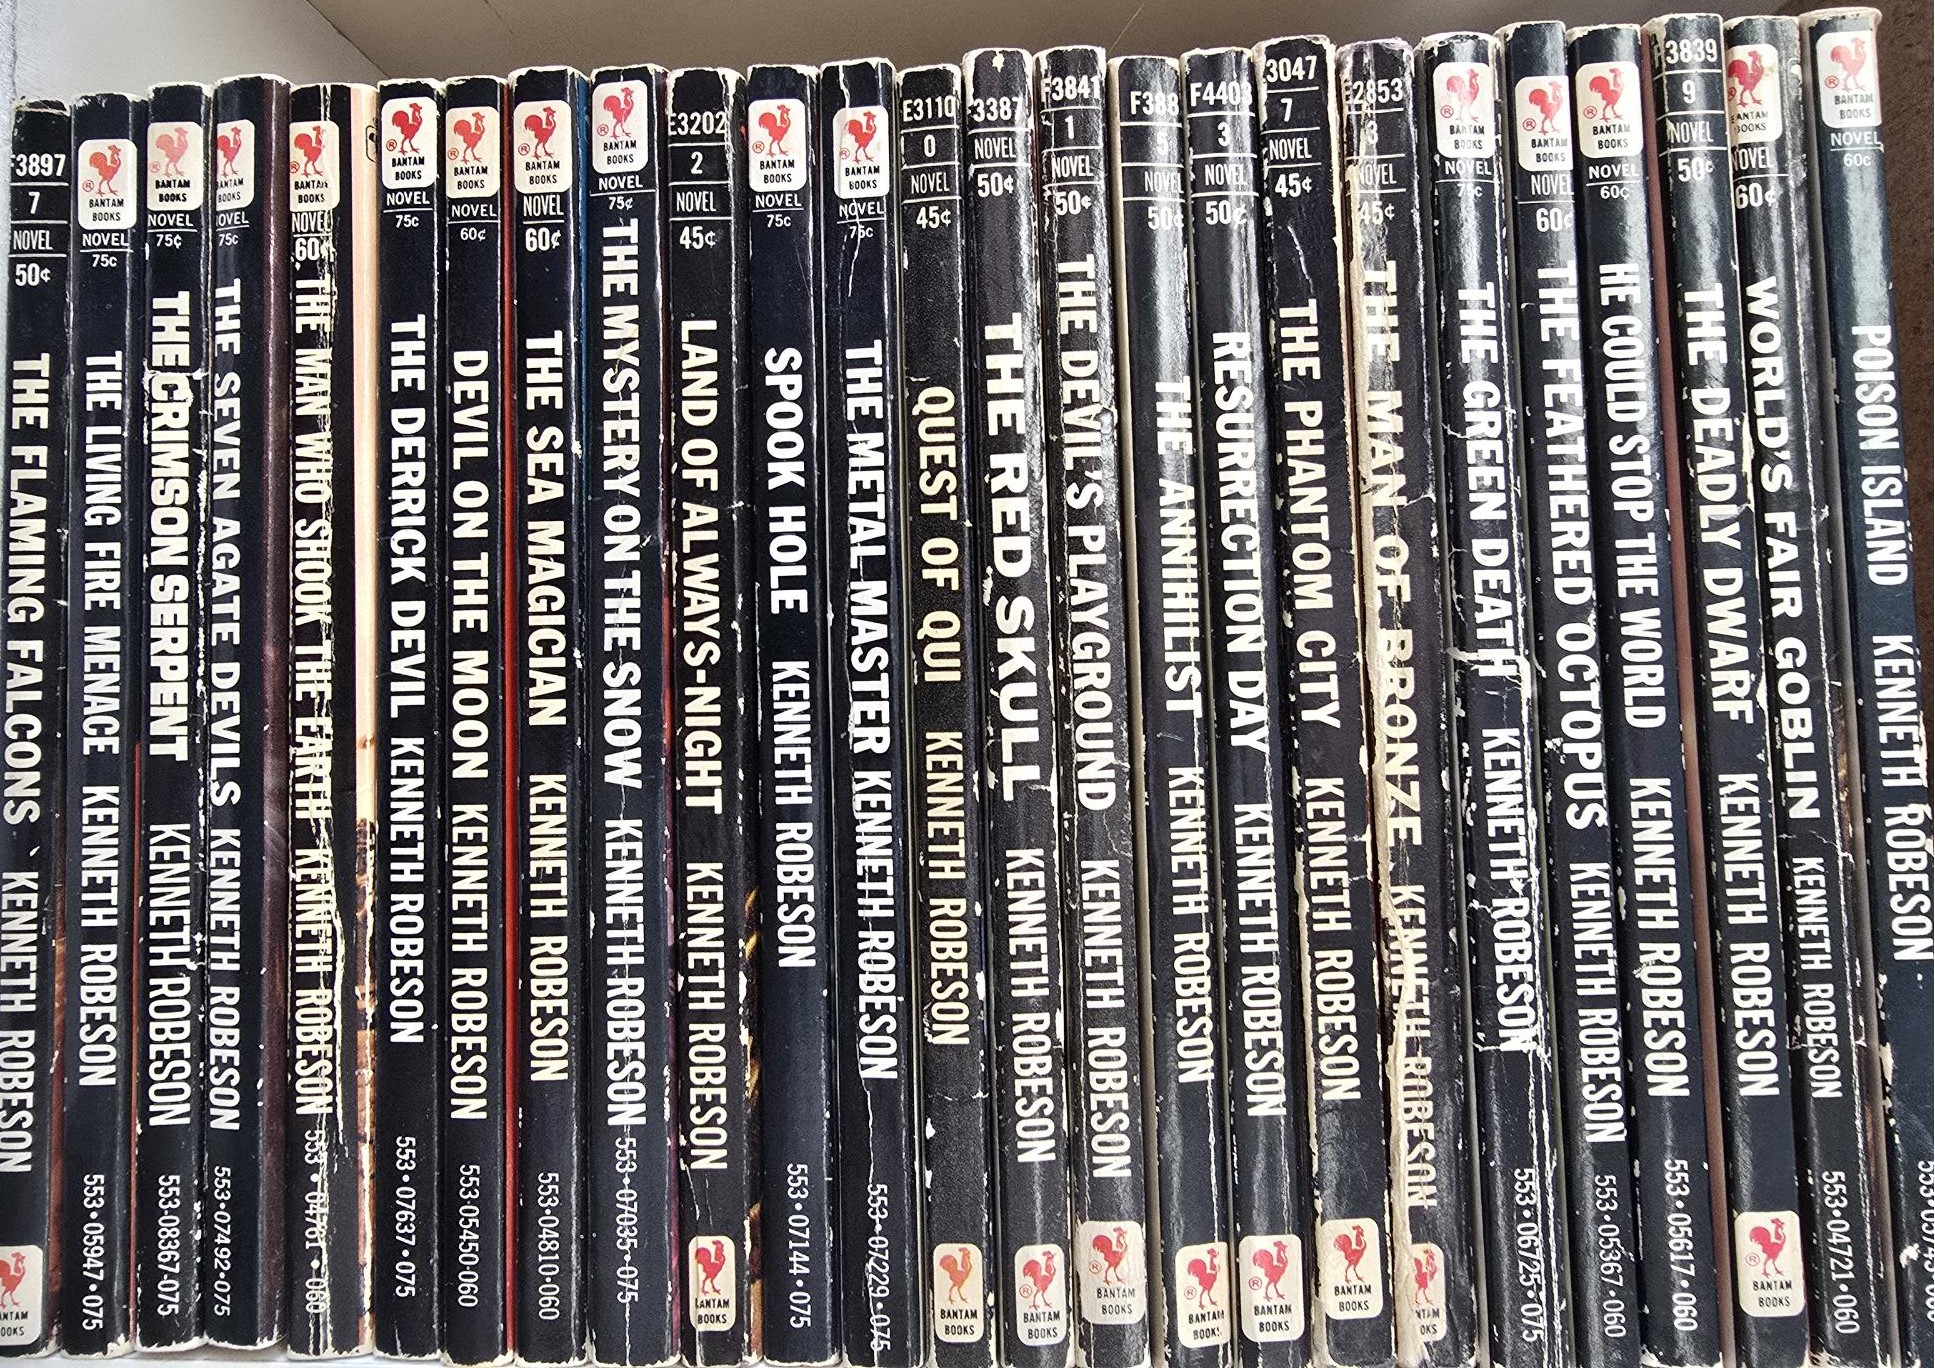 F3897
7
NOVEL
50¢
THE FLAMING FALCONS KENNETH ROBESON
BANTAM BOOKS
NOVEL
75c
THE LIVING FIRE MENACE KENNETH ROBESON
553•05947•075
BANTAM BOOKS
NOVEL
75¢
THE CRIMSON SERPENT KENNETH ROBESON
553•08367•075
BANTAM BOOKS
NOVEL
75c
THE SEVEN AGATE DEVILS KENNETH ROBESON
553•07492•075
BANTAM BOOKS
NOVEL
60¢
THE MAN WHO SHOOK THE EARTH KENNETH ROBESON
BANTAM BOOKS
NOVEL
75c
THE DERRICK DEVIL KENNETH ROBESON
553•07637•075
BANTAM BOOKS
NOVEL
60¢
DEVIL ON THE MOON KENNETH ROBESON
553•05450•060
BANTAM BOOKS
NOVEL
60¢
THE SEA MAGICIAN KENNETH ROBESON
553•04810•060
BANTAM BOOKS
NOVEL
75¢
THE MYSTERY ON THE SNOW KENNETH ROBESON
553•07035•075
E3202
2
NOVEL
45¢
LAND OF ALWAYS-NIGHT KENNETH ROBESON
BANTAM BOOKS
BANTAM BOOKS
NOVEL
75c
SPOOK HOLE KENNETH ROBESON
553•07144•075
BANTAM BOOKS
NOVEL
75c
THE METAL MASTER KENNETH ROBESON
553•07229•075
E3110
0
NOVEL
45¢
QUEST OF QUI KENNETH ROBESON
BANTAM BOOKS
3387
NOVEL
50¢
THE RED SKULL KENNETH ROBESON
BANTAM BOOKS
F3841
1
NOVEL
50¢
THE DEVIL'S PLAYGROUND KENNETH ROBESON
BANTAM BOOKS
F388
5
NOVEL
50¢
THE ANNIHILIST KENNETH ROBESON
BANTAM BOOKS
F4403
3
NOVEL
50¢
RESURRECTION DAY KENNETH ROBESON
BANTAM BOOKS
3047
7
NOVEL
45¢
THE PHANTOM CITY KENNETH ROBESON
BANTAM BOOKS
E2853
3
NOVEL
45¢
THE MAN OF BRONZE KENNETH ROBESON
BANTAM BOOKS
NOVEL
75c
THE GREEN DEATH KENNETH ROBESON
553•06725•075
BANTAM BOOKS
NOVEL
60¢
THE FEATHERED OCTOPUS KENNETH ROBESON
553•05367•060
BANTAM BOOKS
NOVEL
60¢
HE COULD STOP THE WORLD KENNETH ROBESON
553•05617•060
F3839
9
NOVEL
50¢
THE DEADLY DWARF KENNETH ROBESON
BANTAM BOOKS
BANTAM BOOKS
NOVEL
60¢
WORLD'S FAIR GOBLIN KENNETH ROBESON
553•04721•060
BANTAM BOOKS
NOVEL
60c
POISON ISLAND KENNETH ROBESON